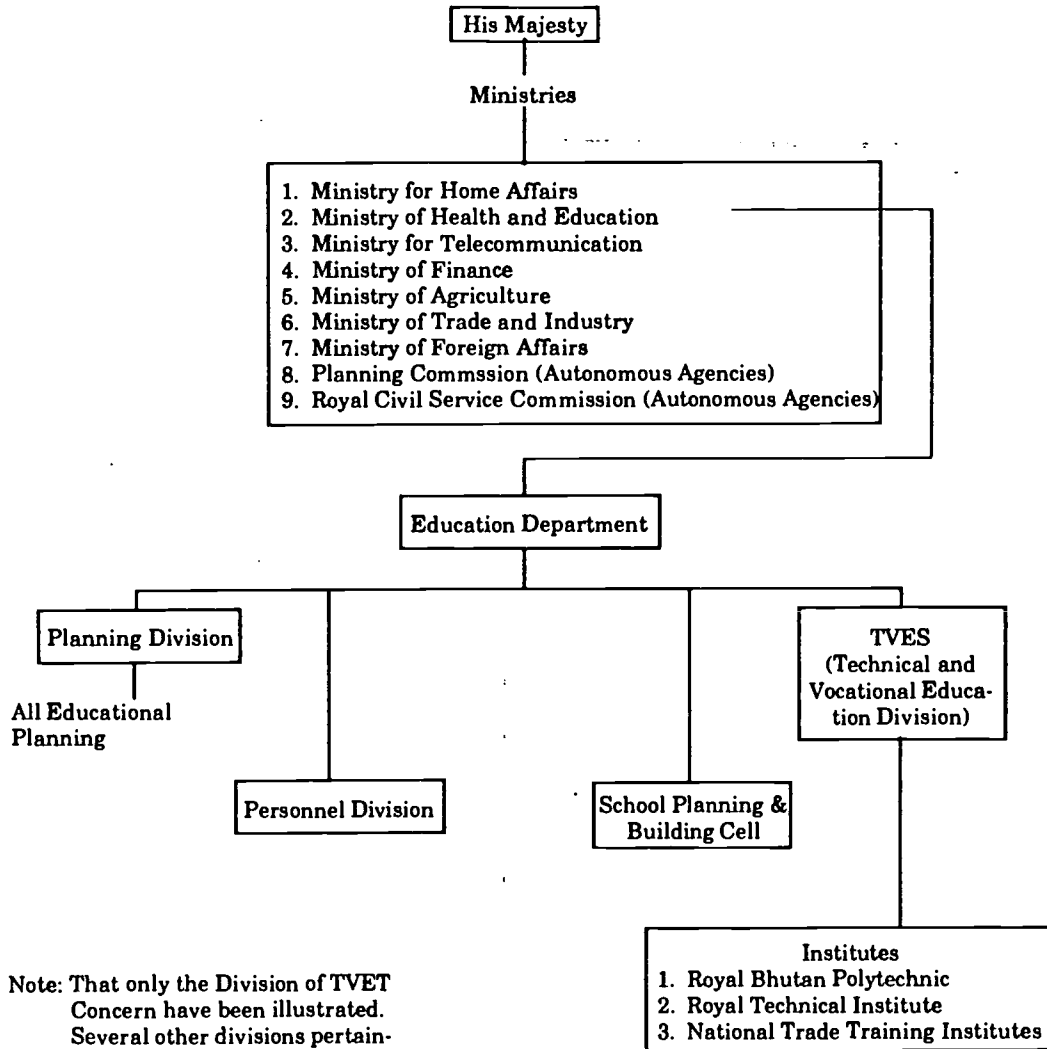 His Majesty
Ministries
1. Ministry for Home Affairs
2. Ministry of Health and Education
3. Ministry for Telecommunication
4. Ministry of Finance
5. Ministry of Agriculture
6. Ministry of Trade and Industry
7. Ministry of Foreign Affairs
8. Planning Commssion (Autonomous Agencies)
9. Royal Civil Service Commission (Autonomous Agencies)
Education Department
Planning Division
All Educational
Planning
TVES
(Technical and
Vocational Educa-
tion Division)
Personnel Division
School Planning &
Building Cell
Institutes
1. Royal Bhutan Polytechnic
2. Royal Technical Institute
3. National Trade Training Institutes
Note: That only the Division of TVET
Concern have been illustrated.
Several other divisions pertain-